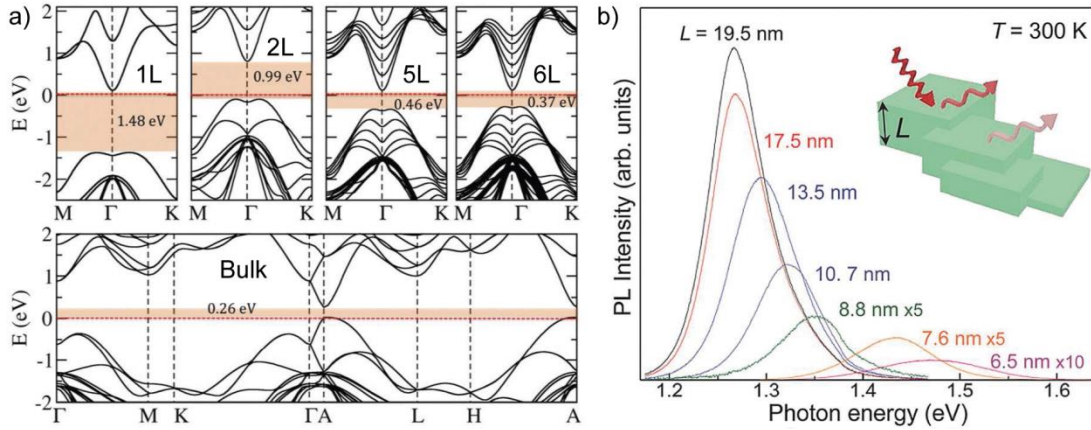 a)
E (eV)
2
1
0
-1
-2
1L
1.48 eV
M Γ K
2L
0.99 eV
M Γ K
5L
0.46 eV
M Γ K
6L
0.37 eV
M Γ K
E (eV)
2
1
0
-1
-2
Bulk
0.26 eV
Γ M K Γ A L H A
b)
PL Intensity (arb. units)
L = 19.5 nm
T = 300 K
L
17.5 nm
13.5 nm
10. 7 nm
8.8 nm x5
7.6 nm x5
6.5 nm x10
1.2 1.3 1.4 1.5 1.6
Photon energy (eV)